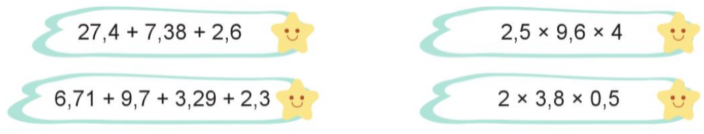 27,4 + 7,38 + 2,6
2,5 × 9,6 × 4
6,71 + 9,7 + 3,29 + 2,3
2 × 3,8 × 0,5